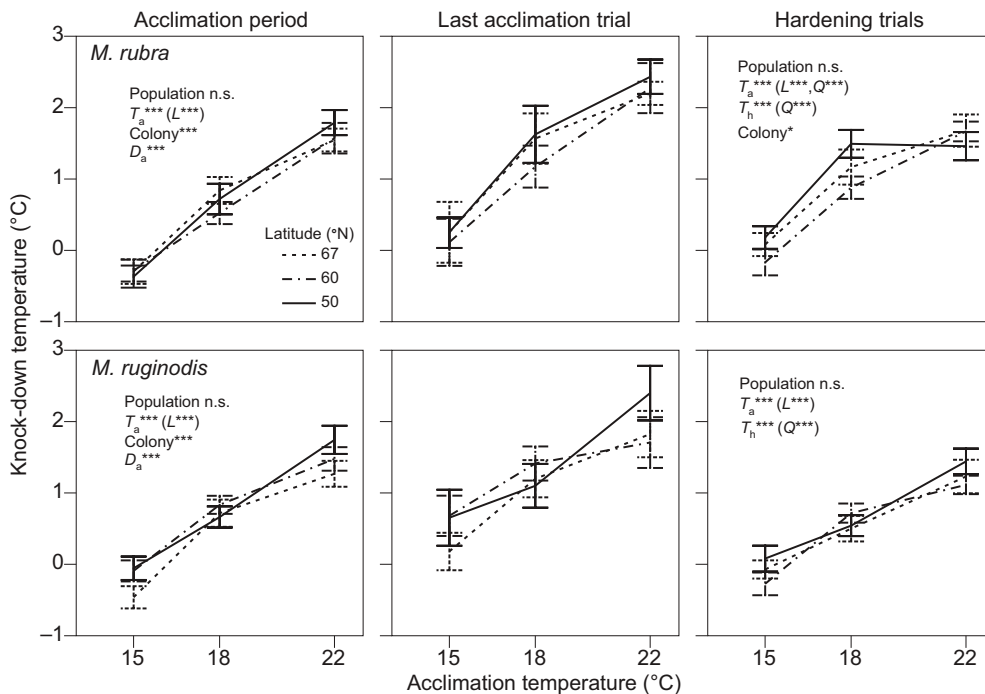 Acclimation period
Last acclimation trial
Hardening trials
Knock-down temperature (°C)
3
2
1
0
–1
M. rubra
Population n.s.
Tₐ*** (L***)
Colony***
Dₐ***
Latitude (°N)
67
60
50
Population n.s.
Tₐ*** (L***,Q***)
Tₕ*** (Q***)
Colony*
3
2
1
0
–1
M. ruginodis
Population n.s.
Tₐ*** (L***)
Colony***
Dₐ***
Population n.s.
Tₐ*** (L***)
Tₕ*** (Q***)
15 18 22
15 18 22
15 18 22
Acclimation temperature (°C)